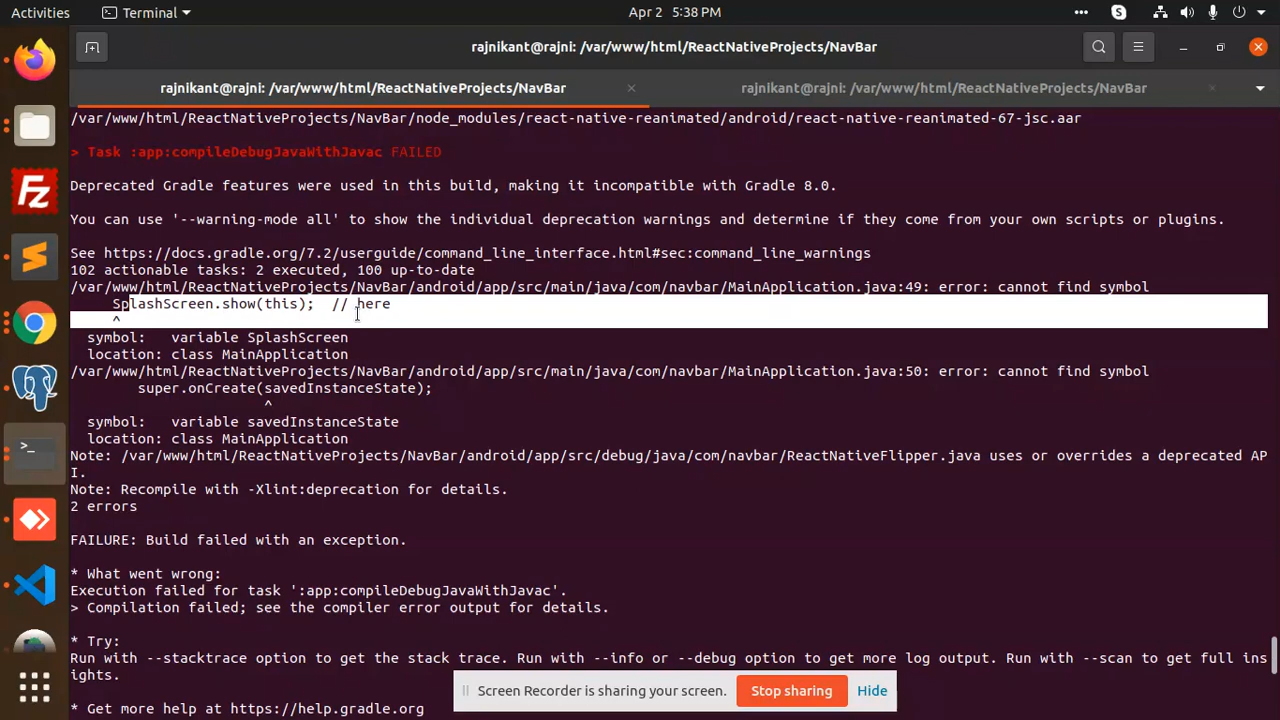 Activities
Terminal
Apr 2 5:38 PM
rajnikant@rajni: /var/www/html/ReactNativeProjects/NavBar
rajnikant@rajni: /var/www/html/ReactNativeProjects/NavBar
rajnikant@rajni: /var/www/html/ReactNativeProjects/NavBar
/var/www/html/ReactNativeProjects/NavBar/node_modules/react-native-reanimated/android/react-native-reanimated-67-jsc.aar
> Task :app:compileDebugJavaWithJavac FAILED
Deprecated Gradle features were used in this build, making it incompatible with Gradle 8.0.
You can use '--warning-mode all' to show the individual deprecation warnings and determine if they come from your own scripts or plugins.
See https://docs.gradle.org/7.2/userguide/command_line_interface.html#sec:command_line_warnings
102 actionable tasks: 2 executed, 100 up-to-date
/var/www/html/ReactNativeProjects/NavBar/android/app/src/main/java/com/navbar/MainApplication.java:49: error: cannot find symbol
SplashScreen.show(this);  // here
^
symbol:   variable SplashScreen
location: class MainApplication
/var/www/html/ReactNativeProjects/NavBar/android/app/src/main/java/com/navbar/MainApplication.java:50: error: cannot find symbol
super.onCreate(savedInstanceState);
^
symbol:   variable savedInstanceState
location: class MainApplication
Note: /var/www/html/ReactNativeProjects/NavBar/android/app/src/debug/java/com/navbar/ReactNativeFlipper.java uses or overrides a deprecated AP
I.
Note: Recompile with -Xlint:deprecation for details.
2 errors
FAILURE: Build failed with an exception.
* What went wrong:
Execution failed for task ':app:compileDebugJavaWithJavac'.
> Compilation failed; see the compiler error output for details.
* Try:
Run with --stacktrace option to get the stack trace. Run with --info or --debug option to get more log output. Run with --scan to get full ins
ights.
Screen Recorder is sharing your screen.
Stop sharing
Hide
* Get more help at https://help.gradle.org